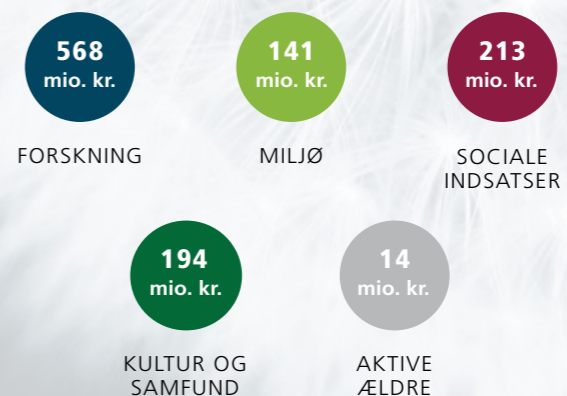 568
mio. kr.
FORSKNING
141
mio. kr.
MILJØ
213
mio. kr.
SOCIALE
INDSATSER
194
mio. kr.
KULTUR OG
SAMFUND
14
mio. kr.
AKTIVE
ÆLDRE